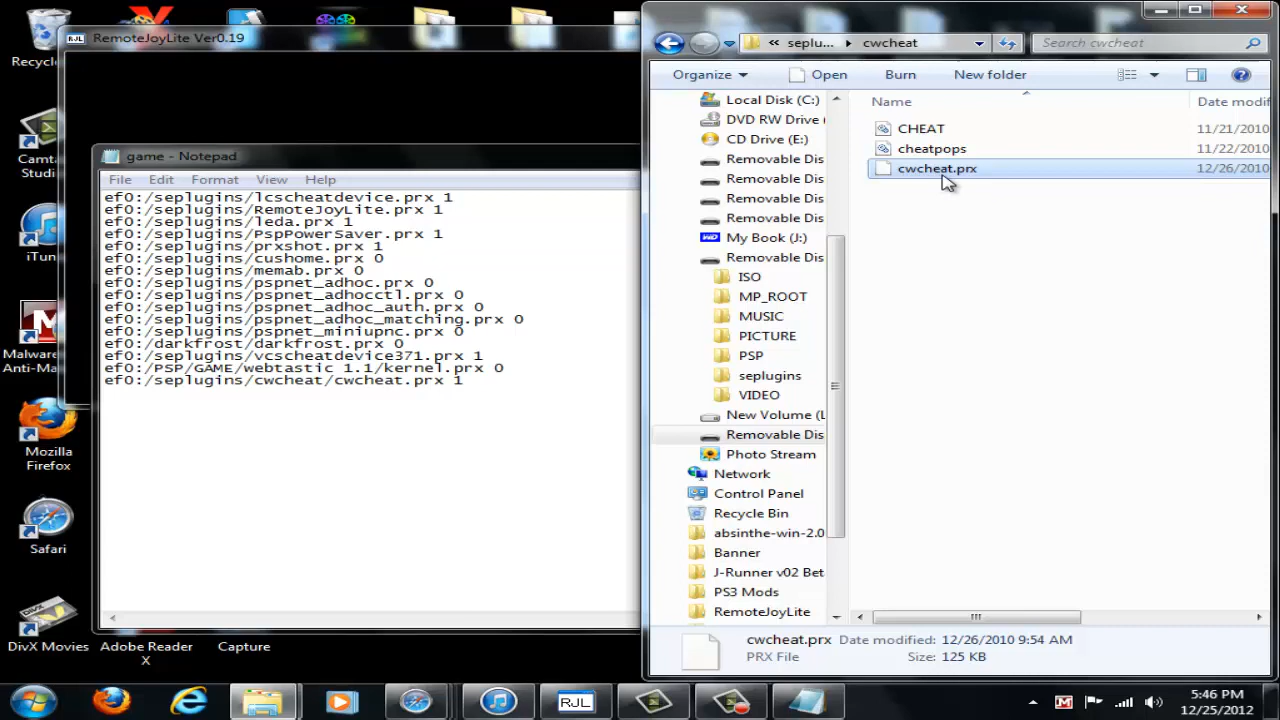 Recycl
RJL RemoteJoyLite Ver0.19
Camta
Studi
iTun
Malware
Anti-Ma
Mozilla
Firefox
Safari
DivX Movies
Adobe Reader
X
Capture
game - Notepad
File Edit Format View Help
ef0:/seplugins/lcscheatdevice.prx 1
ef0:/seplugins/RemoteJoyLite.prx 1
ef0:/seplugins/leda.prx 1
ef0:/seplugins/PspPowerSaver.prx 1
ef0:/seplugins/prxshot.prx 1
ef0:/seplugins/cushome.prx 0
ef0:/seplugins/memab.prx 0
ef0:/seplugins/pspnet_adhoc.prx 0
ef0:/seplugins/pspnet_adhocctl.prx 0
ef0:/seplugins/pspnet_adhoc_auth.prx 0
ef0:/seplugins/pspnet_adhoc_matching.prx 0
ef0:/seplugins/pspnet_miniupnc.prx 0
ef0:/darkfrost/darkfrost.prx 0
ef0:/seplugins/vcscheatdevice371.prx 1
ef0:/PSP/GAME/webtastic 1.1/kernel.prx 0
ef0:/seplugins/cwcheat/cwcheat.prx 1
« seplu... cwcheat
Search cwcheat
Organize Open Burn New folder
Local Disk (C:)
DVD RW Drive
CD Drive (E:)
Removable Dis
Removable Dis
Removable Dis
Removable Dis
WD My Book (J:)
Removable Dis
ISO
MP_ROOT
MUSIC
PICTURE
PSP
seplugins
VIDEO
New Volume (L
Removable Dis
Photo Stream
Network
Control Panel
Recycle Bin
absinthe-win-2.0
Banner
J-Runner v02 Bet
PS3 Mods
RemoteJoyLite
Name Date modif
CHEAT 11/21/2010
cheatpops 11/22/2010
cwcheat.prx 12/26/2010
cwcheat.prx Date modified: 12/26/2010 9:54 AM
PRX File Size: 125 KB
RJL
5:46 PM
12/25/2012